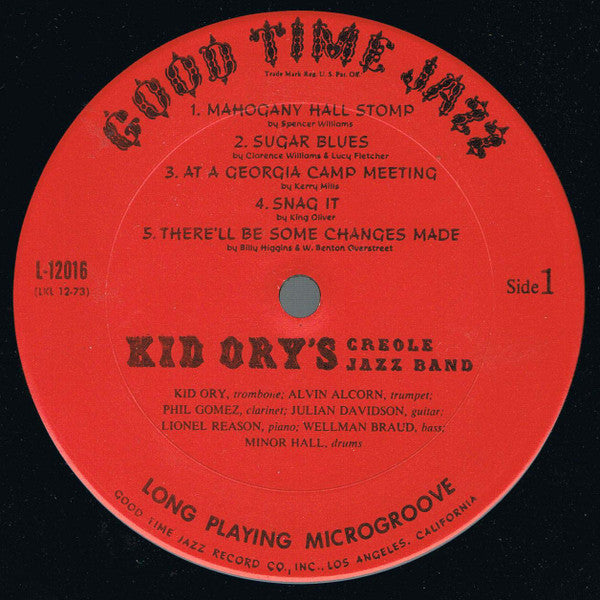 GOOD TIME JAZZ
Trade Mark Reg. U. S. Pat. Off.
1. MAHOGANY HALL STOMP
by Spencer Williams
2. SUGAR BLUES
by Clarence Williams & Lucy Fletcher
3. AT A GEORGIA CAMP MEETING
by Kerry Mills
4. SNAG IT
by King Oliver
5. THERE'LL BE SOME CHANGES MADE
by Billy Higgins & W. Benton Overstreet
L-12016
(LKL 12-73)
Side 1
KID ORY'S CREOLE
JAZZ BAND
KID ORY, trombone; ALVIN ALCORN, trumpet;
PHIL GOMEZ, clarinet; JULIAN DAVIDSON, guitar;
LIONEL REASON, piano; WELLMAN BRAUD, bass;
MINOR HALL, drums
LONG PLAYING MICROGROOVE
GOOD TIME JAZZ RECORD CO., INC., LOS ANGELES, CALIFORNIA